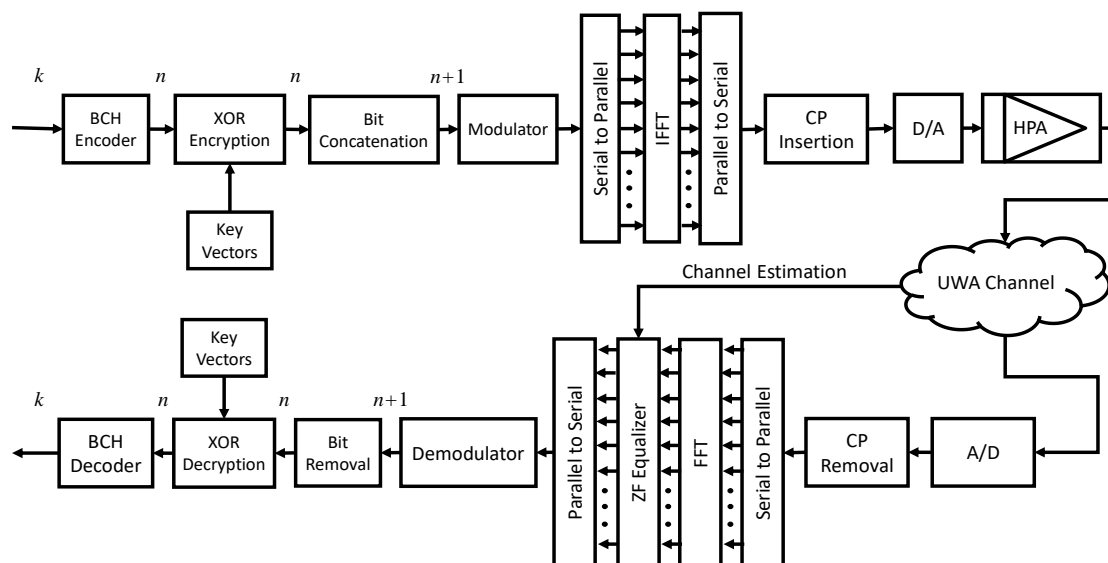 k
n
n
n+1
BCH
Encoder
XOR
Encryption
Bit
Concatenation
Modulator
Serial to Parallel
IFFT
Parallel to Serial
CP
Insertion
D/A
HPA
Key
Vectors
Channel Estimation
UWA Channel
Key
Vectors
k
n
n
n+1
BCH
Decoder
XOR
Decryption
Bit
Removal
Demodulator
Parallel to Serial
ZF Equalizer
FFT
Serial to Parallel
CP
Removal
A/D